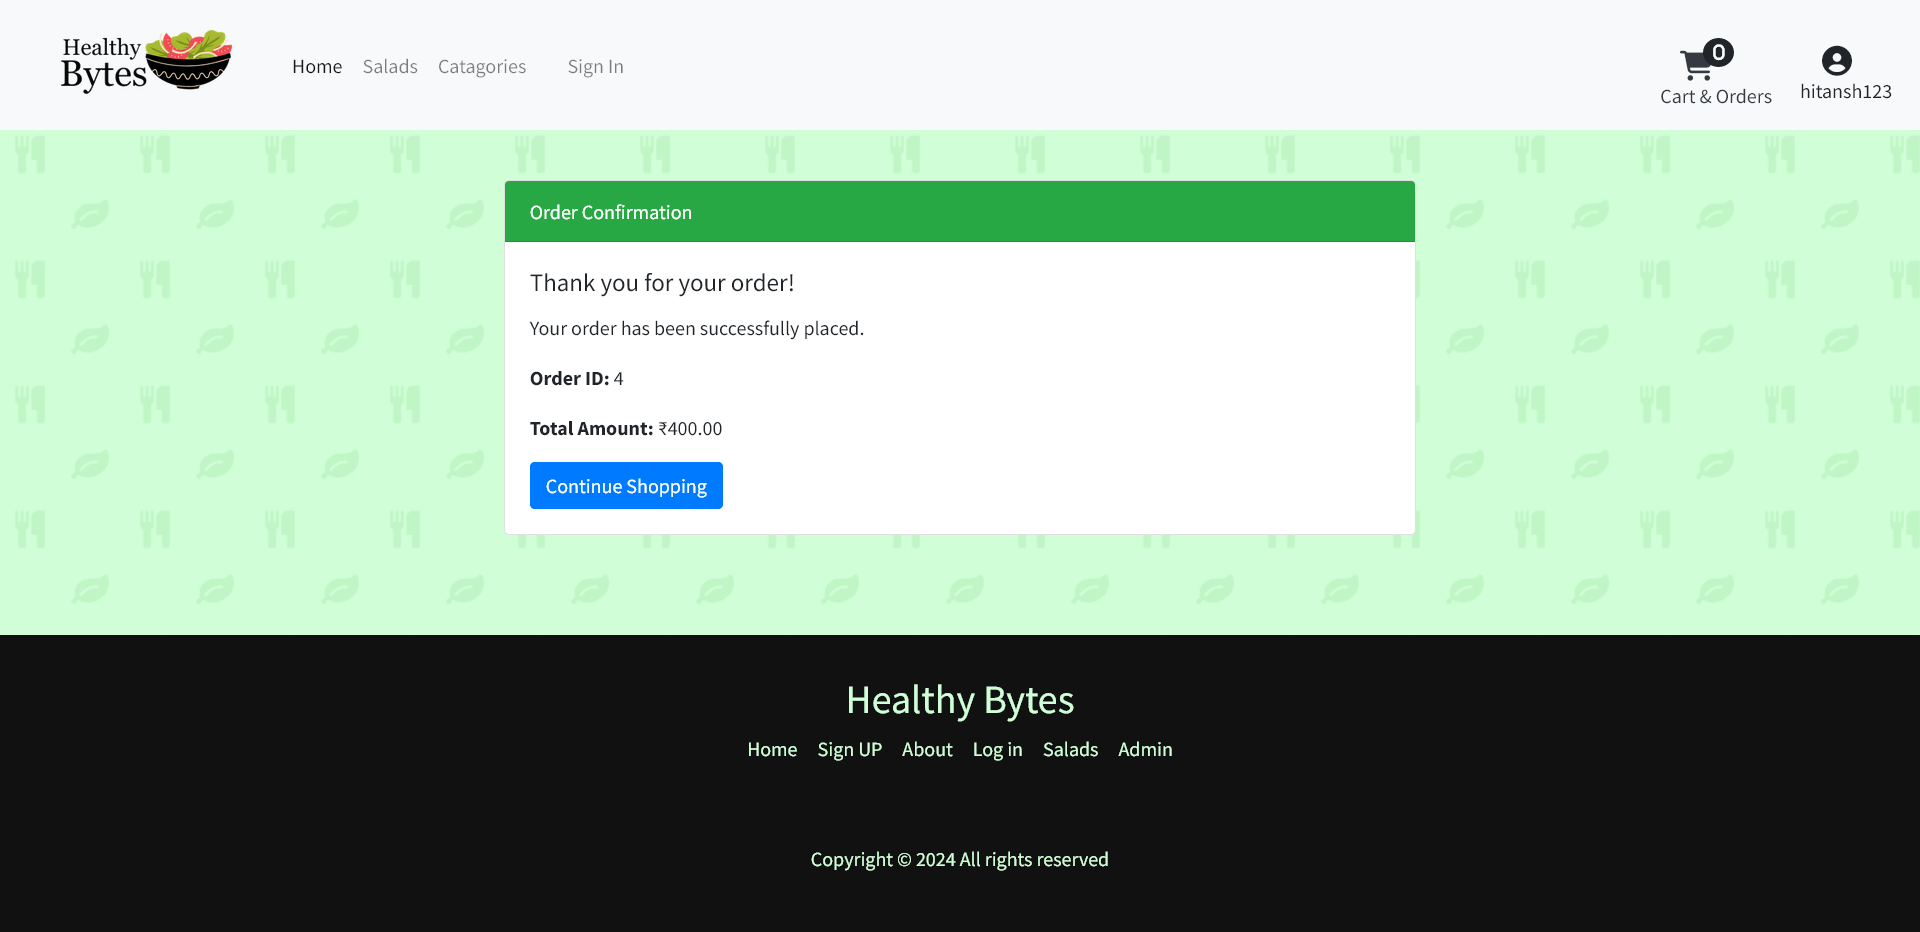 Healthy
Bytes
Home Salads Catagories Sign In
0
Cart & Orders
hitansh123
Order Confirmation
Thank you for your order!
Your order has been successfully placed.
Order ID: 4
Total Amount: ₹400.00
Continue Shopping
Healthy Bytes
Home Sign UP About Log in Salads Admin
Copyright © 2024 All rights reserved